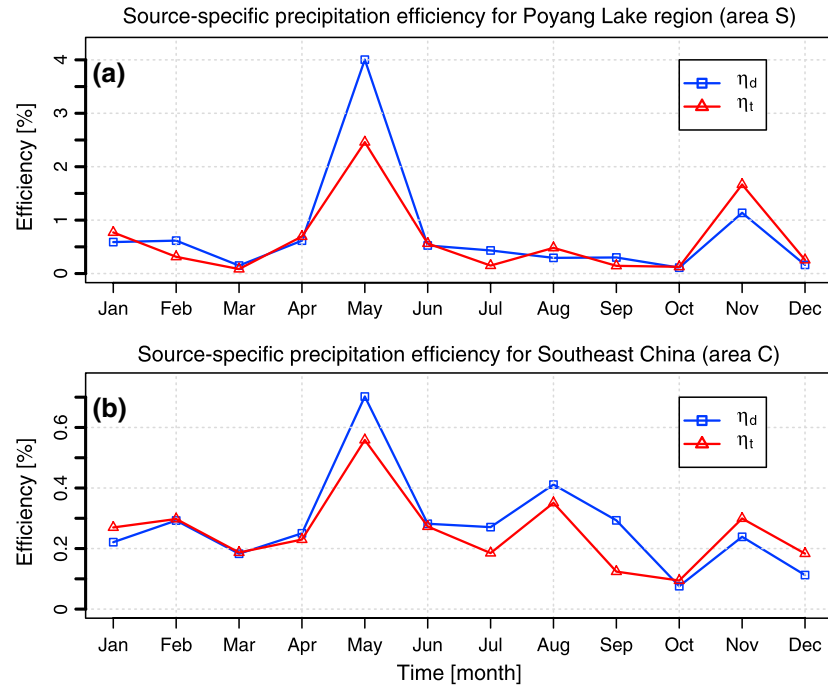 Source-specific precipitation efficiency for Poyang Lake region (area S)
(a)
ηd
ηt
Efficiency [%]
4
3
2
1
0
Jan Feb Mar Apr May Jun Jul Aug Sep Oct Nov Dec
Source-specific precipitation efficiency for Southeast China (area C)
(b)
ηd
ηt
Efficiency [%]
0.6
0.4
0.2
0
Jan Feb Mar Apr May Jun Jul Aug Sep Oct Nov Dec
Time [month]